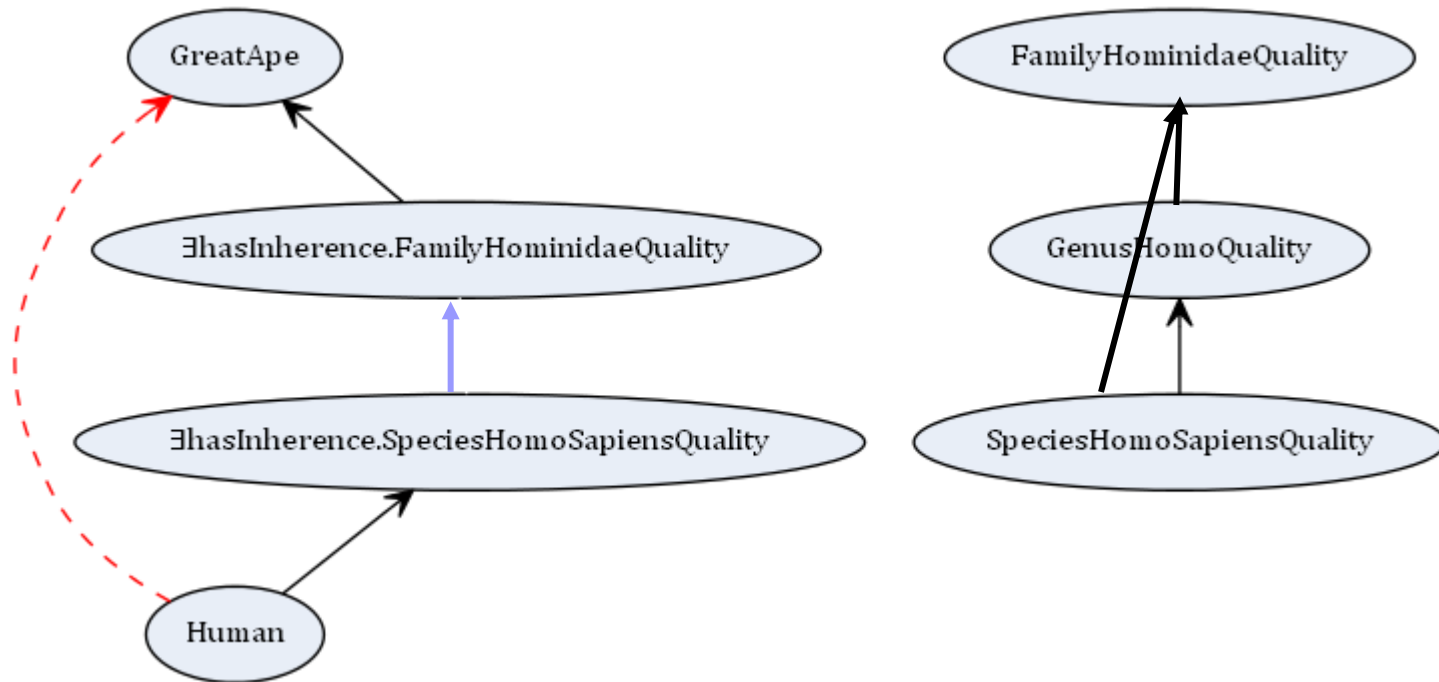 GreatApe
FamilyHominidaeQuality
∃hasInherence.FamilyHominidaeQuality
GenusHomoQuality
∃hasInherence.SpeciesHomoSapiensQuality
SpeciesHomoSapiensQuality
Human